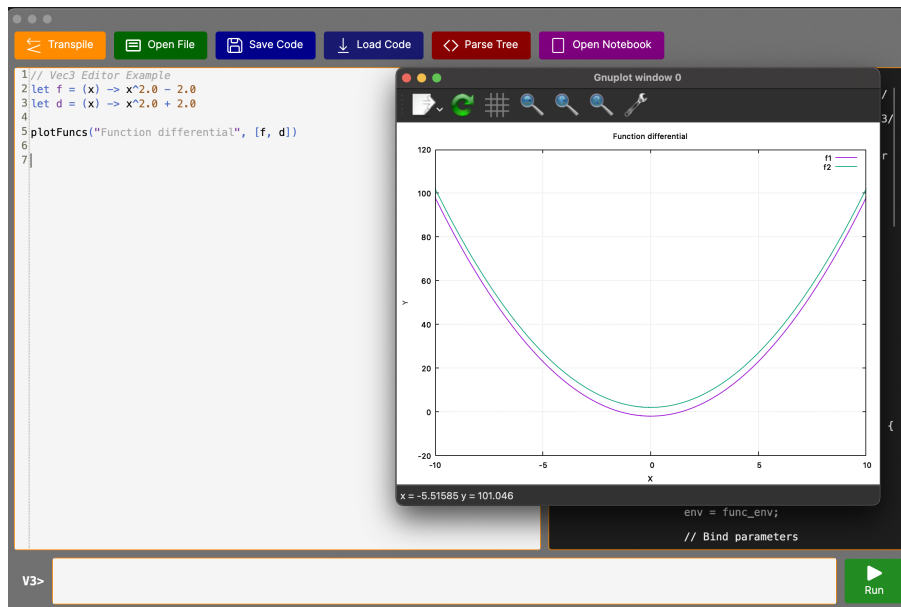 Transpile Open File Save Code Load Code Parse Tree Open Notebook
1 // Vec3 Editor Example
2 let f = (x) -> x^2.0 - 2.0
3 let d = (x) -> x^2.0 + 2.0
4
5 plotFuncs("Function differential", [f, d])
6
7
Gnuplot window 0
Function differential
f1
f2
120
100
80
60
40
20
0
-20
Y
-10 -5 0 5 10
X
x = -5.51585 y = 101.046
/
3/
r
{
env = func_env;
// Bind parameters
V3>
Run